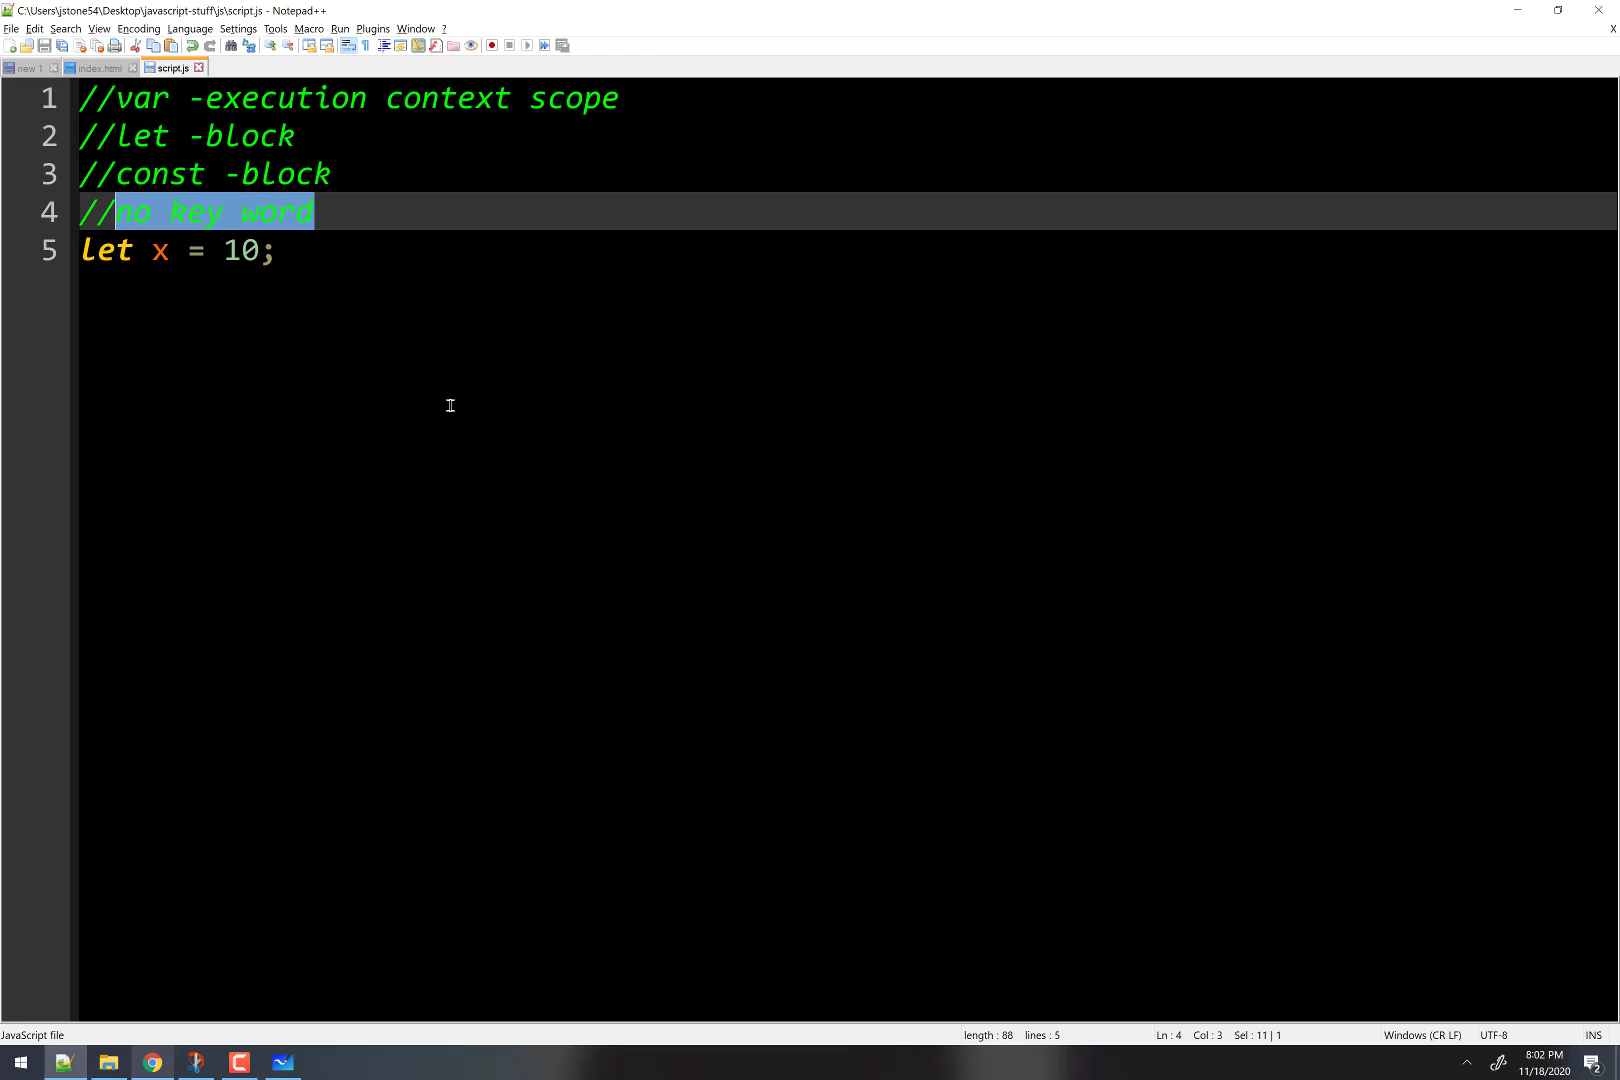 C:\Users\jstone54\Desktop\javascript-stuff\js\script.js - Notepad++
File Edit Search View Encoding Language Settings Tools Macro Run Plugins Window ? X
new 1 index.html script.js
1 //var -execution context scope
2 //let -block
3 //const -block
4 //no key word
5 let x = 10;
JavaScript file length : 88 lines : 5 Ln : 4 Col : 3 Sel : 11 | 1 Windows (CR LF) UTF-8 INS
8:02 PM
11/18/2020
2